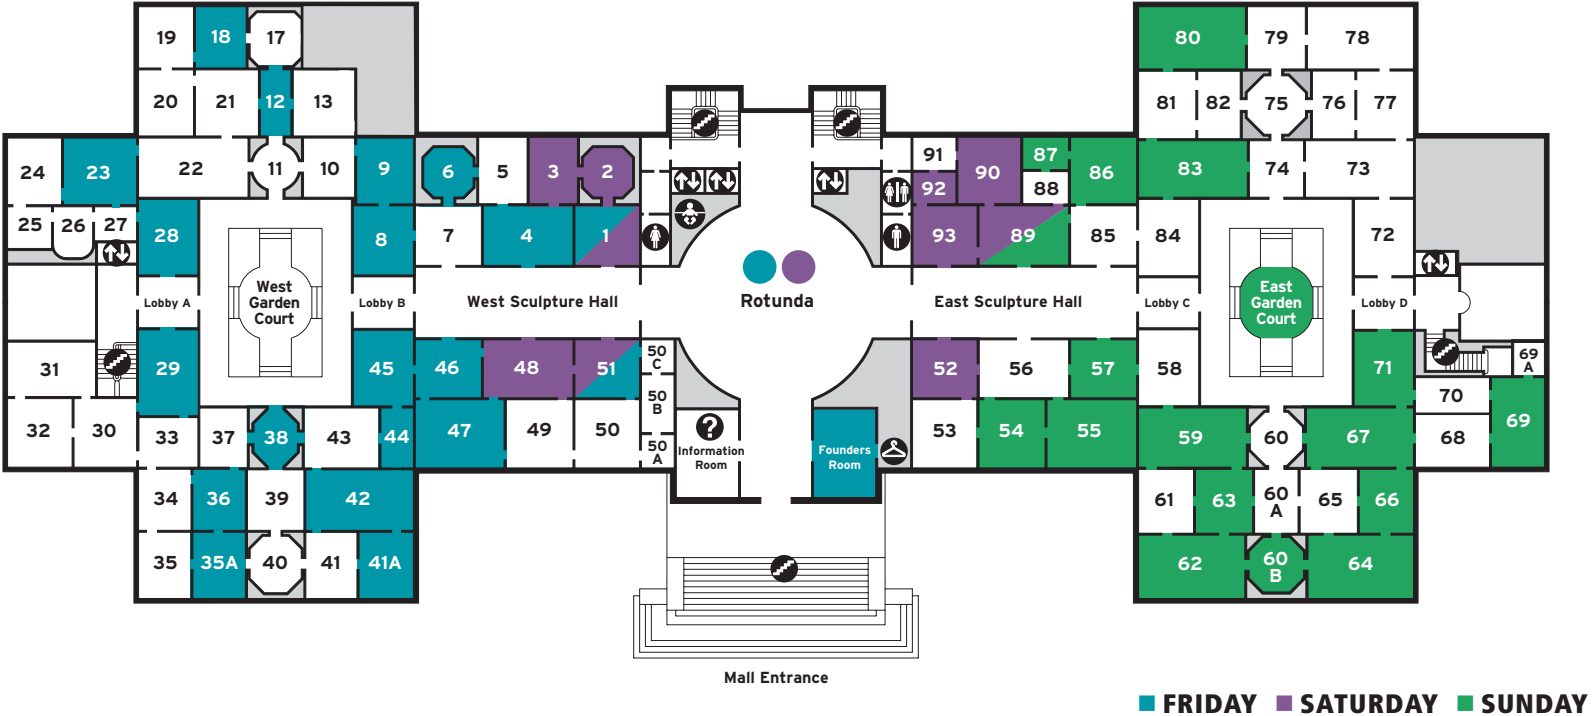 19 18 17
80 79 78
20 21 12 13
81 82 75 76 77
24 23 22 11 10 9 6 5 3 2
91 90 87 86 83 74 73
92 88
25 26 27 28 8 7 4 1
93 89 85 84 72
Lobby A
West
Garden
Court
Lobby B
West Sculpture Hall
Rotunda
East Sculpture Hall
Lobby C
East
Garden
Court
Lobby D
31 29 45 46 48 51
50
C
52 56 57 58 71
69
A
50
B
70
32 30 33 37 38 43 44 47 49 50
50
A
?
Information
Room
Founders
Room
53 54 55 59 60 67 68 69
34 36 39 42
61 63
60
A
65 66
35 35A 40 41 41A
62
60
B
64
Mall Entrance
FRIDAY SATURDAY SUNDAY